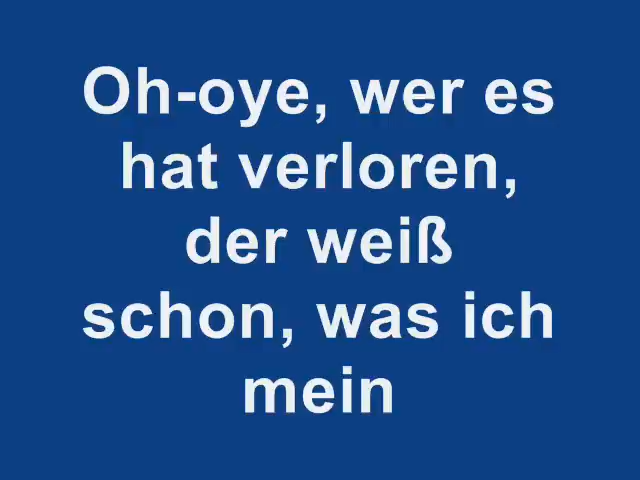 Oh-oye, wer es
hat verloren,
der weiß
schon, was ich
mein